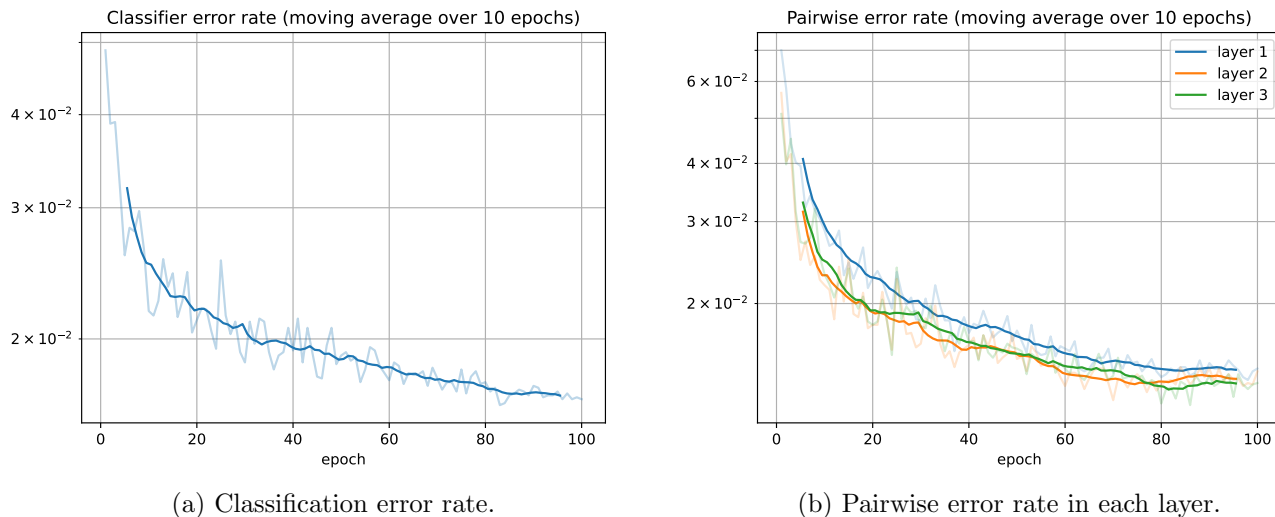 Classifier error rate (moving average over 10 epochs)
4 × 10⁻²
3 × 10⁻²
2 × 10⁻²
0 20 40 60 80 100
epoch
(a) Classification error rate.
Pairwise error rate (moving average over 10 epochs)
layer 1
layer 2
layer 3
6 × 10⁻²
4 × 10⁻²
3 × 10⁻²
2 × 10⁻²
0 20 40 60 80 100
epoch
(b) Pairwise error rate in each layer.